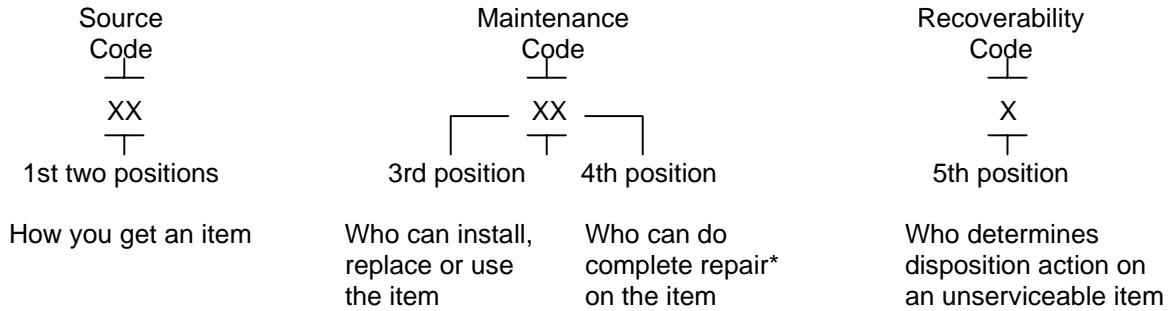 Source
Code
XX
1st two positions
How you get an item
Maintenance
Code
XX
3rd position
4th position
Who can install,
replace or use
the item
Who can do
complete repair*
on the item
Recoverability
Code
X
5th position
Who determines
disposition action on
an unserviceable item